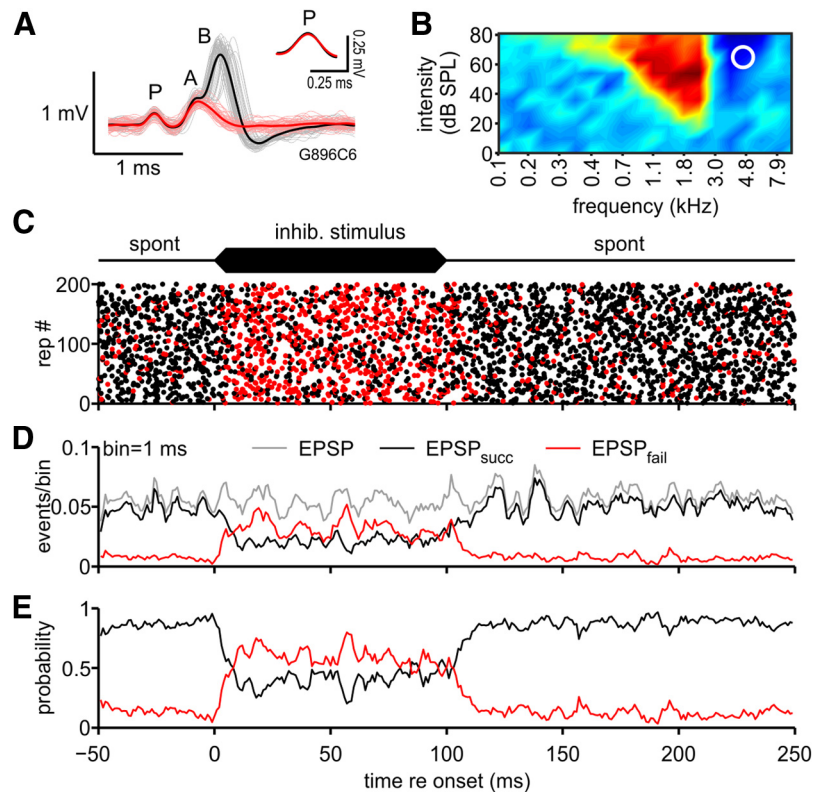 A
P
A
B
P
0.25 mV
0.25 ms
1 mV
1 ms
G896C6
B
intensity
(dB SPL)
80
60
40
20
0
0.1
0.2
0.3
0.4
0.7
1.1
1.8
3.0
4.8
7.9
frequency (kHz)
C
spont
inhib. stimulus
spont
rep #
200
100
0
D
events/bin
0.1
0.05
0
bin=1 ms
EPSP
EPSPsucc
EPSPfail
E
probability
1
0.5
0
−50
0
50
100
150
200
250
time re onset (ms)